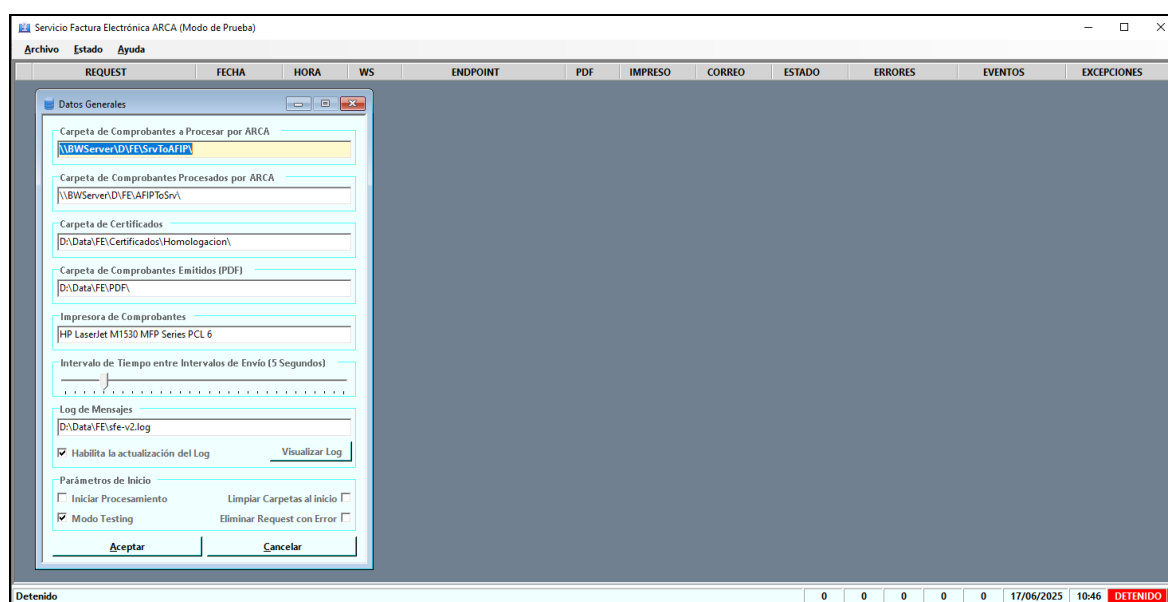 Servicio Factura Electrónica ARCA (Modo de Prueba)
Archivo Estado Ayuda
REQUEST FECHA HORA WS ENDPOINT PDF IMPRESO CORREO ESTADO ERRORES EVENTOS EXCEPCIONES
Datos Generales
Carpeta de Comprobantes a Procesar por ARCA
\\BWServer\D\FE\SrvToAFIP\
Carpeta de Comprobantes Procesados por ARCA
\\BWServer\D\FE\AFIPToSrv\
Carpeta de Certificados
D:\Data\FE\Certificados\Homologacion\
Carpeta de Comprobantes Emitidos (PDF)
D:\Data\FE\PDF\
Impresora de Comprobantes
HP LaserJet M1530 MFP Series PCL 6
Intervalo de Tiempo entre Intervalos de Envío (5 Segundos)
Log de Mensajes
D:\Data\FE\sfe-v2.log
Habilita la actualización del Log Visualizar Log
Parámetros de Inicio
Iniciar Procesamiento Limpiar Carpetas al inicio
Modo Testing Eliminar Request con Error
Aceptar Cancelar
Detenido 0 0 0 0 0 17/06/2025 10:46 DETENIDO